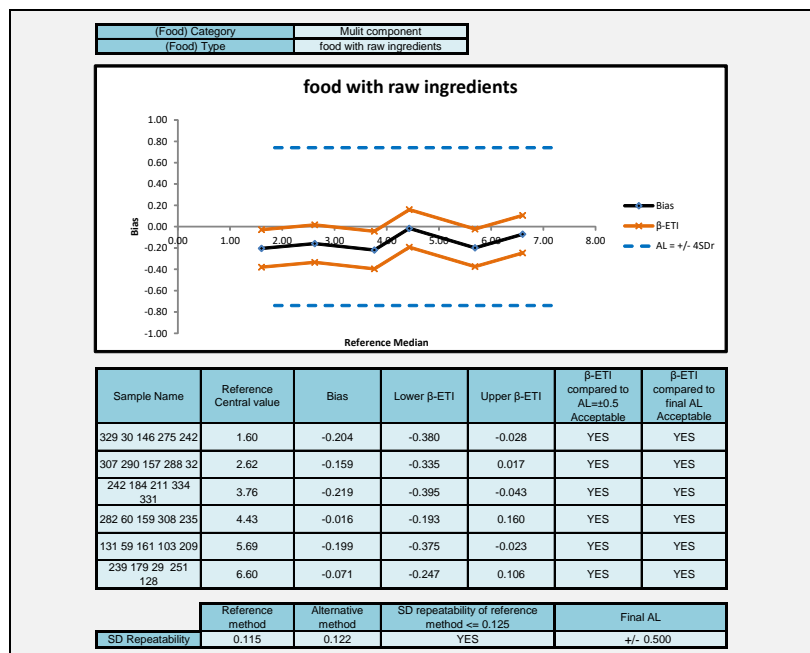 (Food) Category Mulit component
(Food) Type food with raw ingredients
food with raw ingredients
1.00
0.80
0.60
0.40
0.20
0.00
-0.20
-0.40
-0.60
-0.80
-1.00
0.00 1.00 2.00 3.00 4.00 5.00 6.00 7.00 8.00
Bias
Reference Median
Bias
β-ETI
AL = +/- 4SDr
Sample Name Reference Central value Bias Lower β-ETI Upper β-ETI β-ETI compared to AL=±0.5 Acceptable β-ETI compared to final AL Acceptable
329 30 146 275 242 1.60 -0.204 -0.380 -0.028 YES YES
307 290 157 288 32 2.62 -0.159 -0.335 0.017 YES YES
242 184 211 334 331 3.76 -0.219 -0.395 -0.043 YES YES
282 60 159 308 235 4.43 -0.016 -0.193 0.160 YES YES
131 59 161 103 209 5.69 -0.199 -0.375 -0.023 YES YES
239 179 29 251 128 6.60 -0.071 -0.247 0.106 YES YES
Reference method Alternative method SD repeatability of reference method <= 0.125 Final AL
SD Repeatability 0.115 0.122 YES +/- 0.500